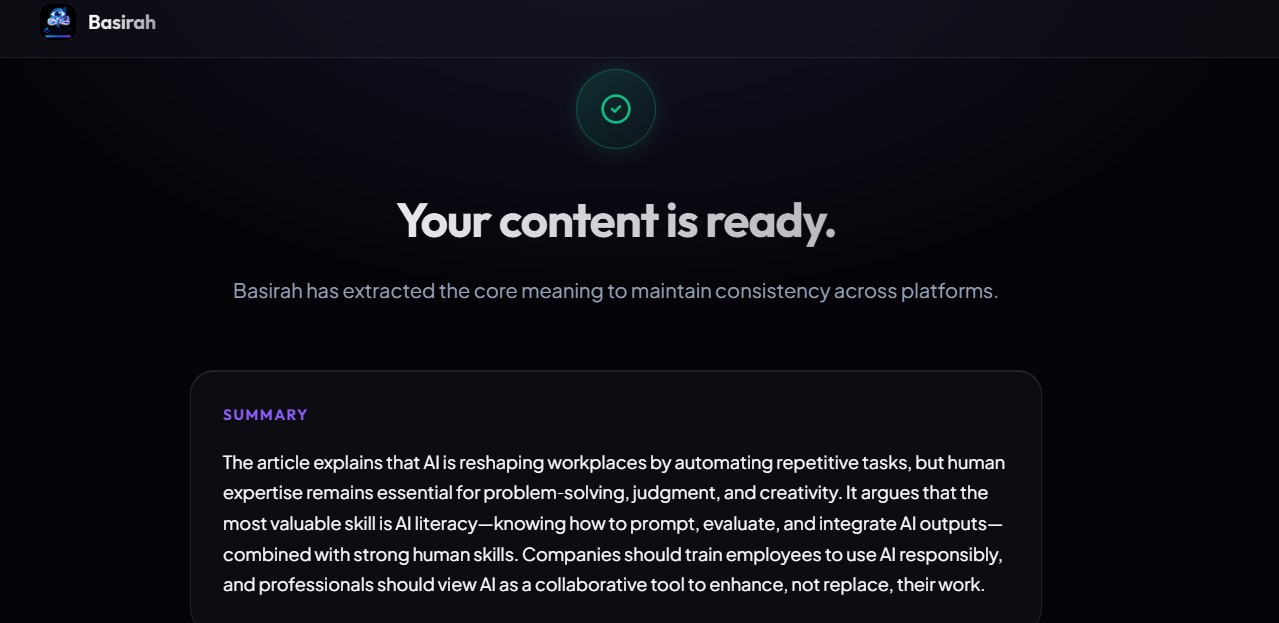 Basirah
Your content is ready.
Basirah has extracted the core meaning to maintain consistency across platforms.
SUMMARY
The article explains that AI is reshaping workplaces by automating repetitive tasks, but human
expertise remains essential for problem-solving, judgment, and creativity. It argues that the
most valuable skill is AI literacy—knowing how to prompt, evaluate, and integrate AI outputs—
combined with strong human skills. Companies should train employees to use AI responsibly,
and professionals should view AI as a collaborative tool to enhance, not replace, their work.